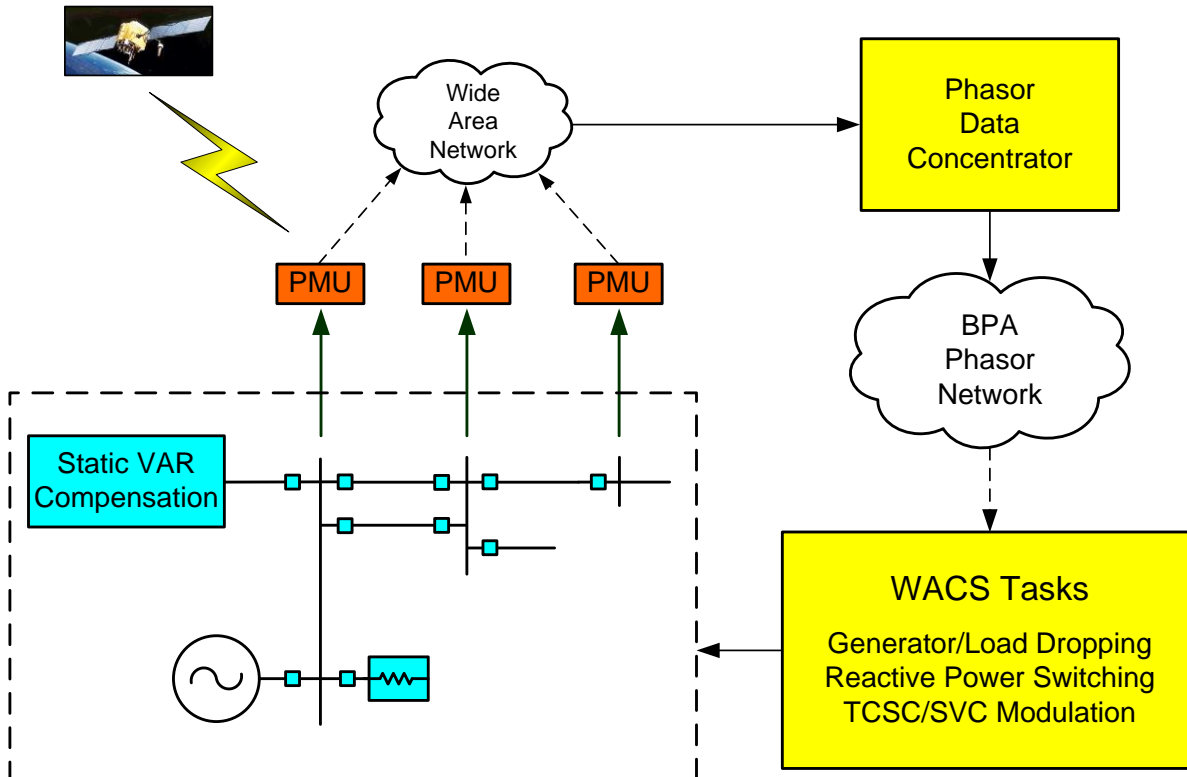 Wide
Area
Network
Phasor
Data
Concentrator
PMU
PMU
PMU
BPA
Phasor
Network
Static VAR
Compensation
WACS Tasks
Generator/Load Dropping
Reactive Power Switching
TCSC/SVC Modulation